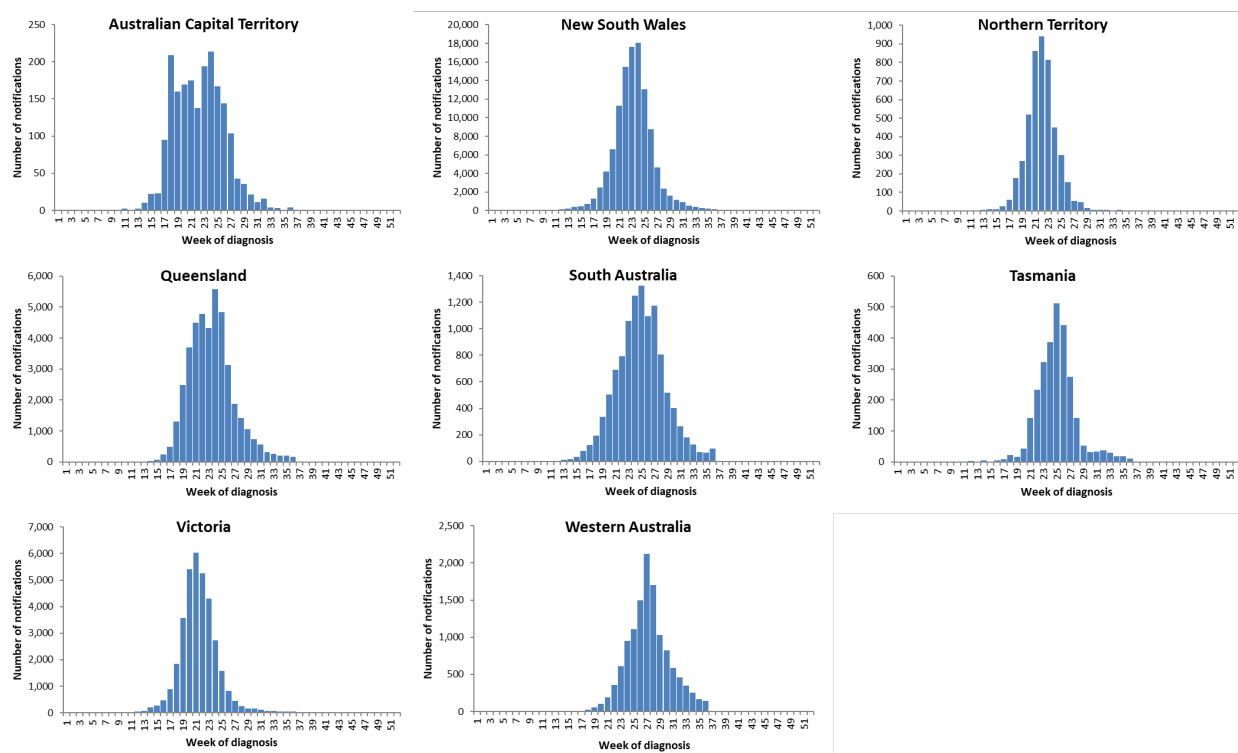 Australian Capital Territory
Number of notifications
250
200
150
100
50
0
1 3 5 7 9 11 13 15 17 19 21 23 25 27 29 31 33 35 37 39 41 43 45 47 49 51
Week of diagnosis
New South Wales
Number of notifications
20,000
18,000
16,000
14,000
12,000
10,000
8,000
6,000
4,000
2,000
0
1 3 5 7 9 11 13 15 17 19 21 23 25 27 29 31 33 35 37 39 41 43 45 47 49 51
Week of diagnosis
Northern Territory
Number of notifications
1,000
900
800
700
600
500
400
300
200
100
0
1 3 5 7 9 11 13 15 17 19 21 23 25 27 29 31 33 35 37 39 41 43 45 47 49 51
Week of diagnosis
Queensland
Number of notifications
6,000
5,000
4,000
3,000
2,000
1,000
0
1 3 5 7 9 11 13 15 17 19 21 23 25 27 29 31 33 35 37 39 41 43 45 47 49 51
Week of diagnosis
South Australia
Number of notifications
1,400
1,200
1,000
800
600
400
200
0
1 3 5 7 9 11 13 15 17 19 21 23 25 27 29 31 33 35 37 39 41 43 45 47 49 51
Week of diagnosis
Tasmania
Number of notifications
600
500
400
300
200
100
0
1 3 5 7 9 11 13 15 17 19 21 23 25 27 29 31 33 35 37 39 41 43 45 47 49 51
Week of diagnosis
Victoria
Number of notifications
7,000
6,000
5,000
4,000
3,000
2,000
1,000
0
1 3 5 7 9 11 13 15 17 19 21 23 25 27 29 31 33 35 37 39 41 43 45 47 49 51
Week of diagnosis
Western Australia
Number of notifications
2,500
2,000
1,500
1,000
500
0
1 3 5 7 9 11 13 15 17 19 21 23 25 27 29 31 33 35 37 39 41 43 45 47 49 51
Week of diagnosis